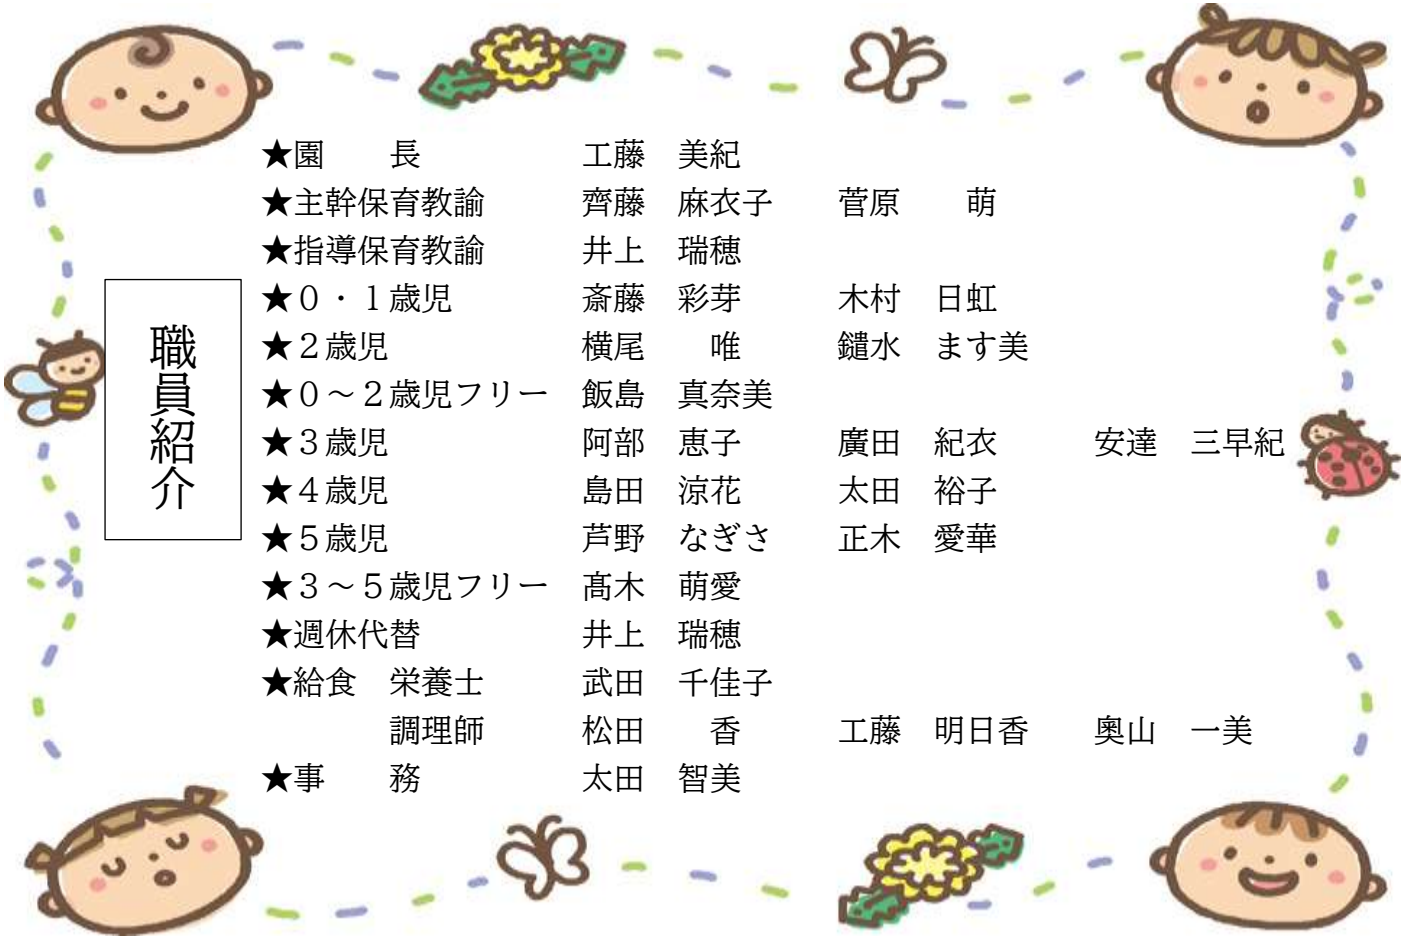 職員紹介
★園　　長　　　　　工藤　美紀
★主幹保育教諭　　　齊藤　麻衣子　　菅原　　萌
★指導保育教諭　　　井上　瑞穂
★０・１歳児　　　　斎藤　彩芽　　　木村　日虹
★２歳児　　　　　　横尾　　唯　　　鑓水　ます美
★０～２歳児フリー　飯島　真奈美
★３歳児　　　　　　阿部　恵子　　　廣田　紀衣　　　安達　三早紀
★４歳児　　　　　　島田　涼花　　　太田　裕子
★５歳児　　　　　　芦野　なぎさ　　正木　愛華
★３～５歳児フリー　髙木　萌愛
★週休代替　　　　　井上　瑞穂
★給食　栄養士　　　武田　千佳子
　　　　調理師　　　松田　　香　　　工藤　明日香　　奥山　一美
★事　　務　　　　　太田　智美